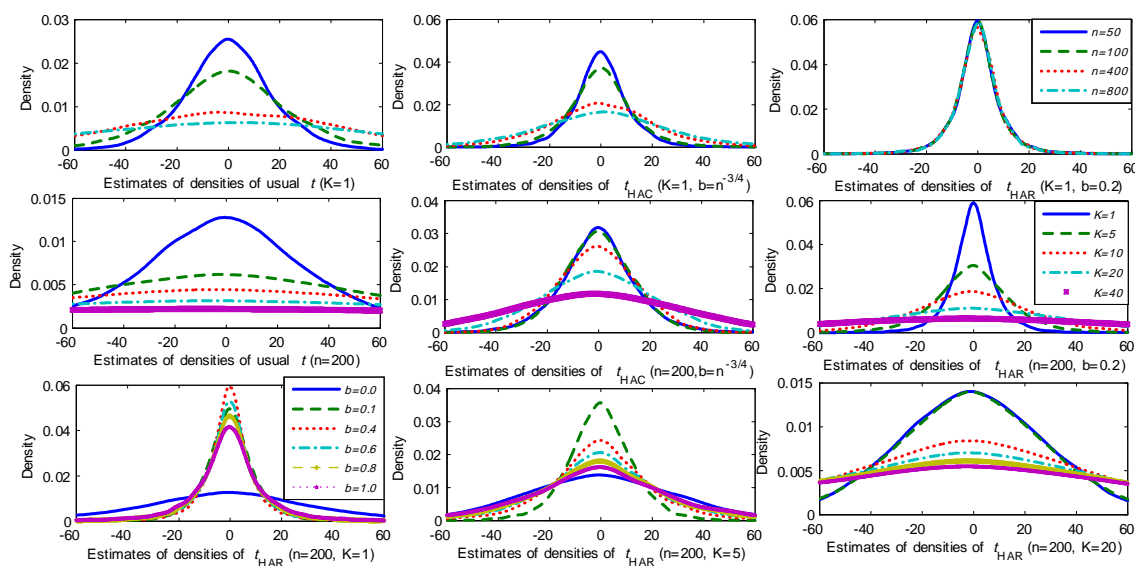 0.03
0.02
0.01
0
Density
-60 -40 -20 0 20 40 60
Estimates of densities of usual t (K=1)
0.06
0.04
0.02
0
Density
-60 -40 -20 0 20 40 60
Estimates of densities of t_HAC (K=1, b=n^-3/4)
0.06
0.04
0.02
0
Density
n=50
n=100
n=400
n=800
-60 -40 -20 0 20 40 60
Estimates of densities of t_HAR (K=1, b=0.2)
0.015
0.01
0.005
0
Density
-60 -40 -20 0 20 40 60
Estimates of densities of usual t (n=200)
0.04
0.03
0.02
0.01
0
Density
-60 -40 -20 0 20 40 60
Estimates of densities of t_HAC (n=200,b=n^-3/4)
0.08
0.06
0.04
0.02
0
Density
K=1
K=5
K=10
K=20
K=40
-60 -40 -20 0 20 40 60
Estimates of densities of t_HAR (n=200, b=0.2)
0.06
0.04
0.02
0
Density
b=0.0
b=0.1
b=0.4
b=0.6
b=0.8
b=1.0
-60 -40 -20 0 20 40 60
Estimates of densities of t_HAR (n=200, K=1)
0.04
0.03
0.02
0.01
0
Density
-60 -40 -20 0 20 40 60
Estimates of densities of t_HAR (n=200, K=5)
0.015
0.01
0.005
0
Density
-60 -40 -20 0 20 40 60
Estimates of densities of t_HAR (n=200, K=20)